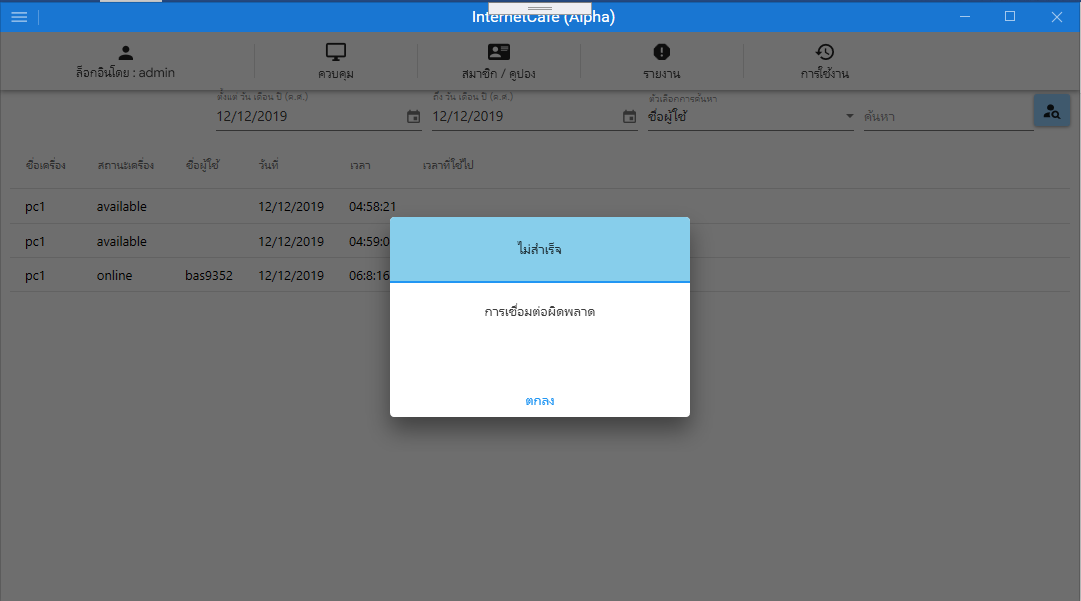 InternetCafe (Alpha)
ล็อกอินโดย : admin
ควบคุม
สมาชิก / คูปอง
รายงาน
การใช้งาน
ตั้งแต่ วัน เดือน ปี (ค.ศ.)
ถึง วัน เดือน ปี (ค.ศ.)
ตัวเลือกการค้นหา
12/12/2019
12/12/2019
ชื่อผู้ใช้
ค้นหา
ชื่อเครื่อง สถานะเครื่อง ชื่อผู้ใช้ วันที่ เวลา เวลาที่ใช้ไป
pc1 available 12/12/2019 04:58:21
pc1 available 12/12/2019 04:59:0
pc1 online bas9352 12/12/2019 06:8:16
ไม่สำเร็จ
การเชื่อมต่อผิดพลาด
ตกลง